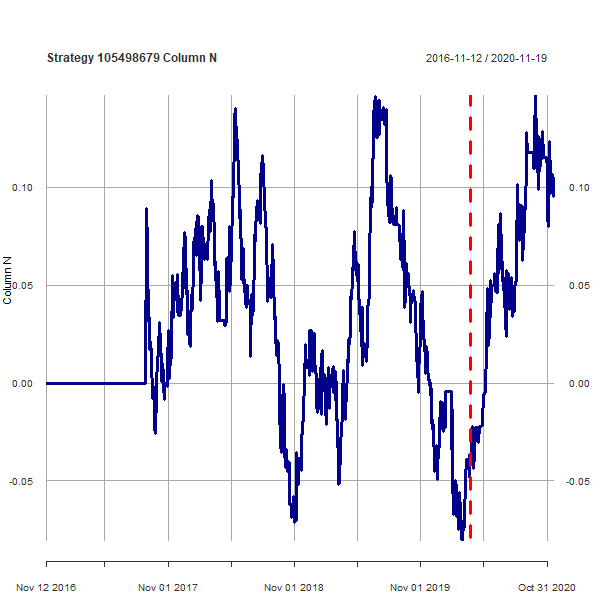 Strategy 105498679 Column N
2016-11-12 / 2020-11-19
Column N
0.10
0.05
0.00
-0.05
0.10
0.05
0.00
-0.05
Nov 12 2016
Nov 01 2017
Nov 01 2018
Nov 01 2019
Oct 31 2020